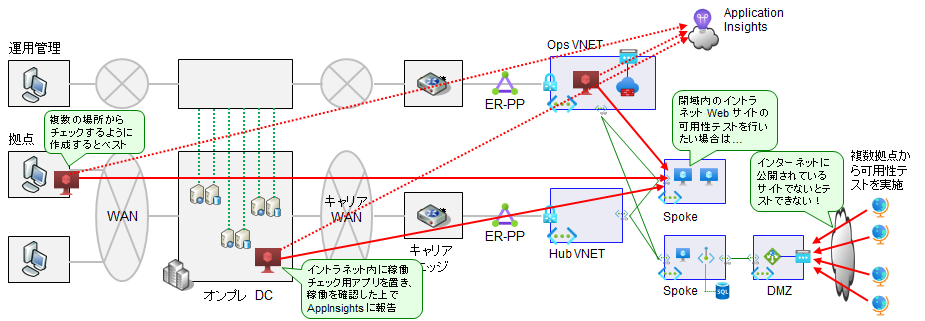 Application
Insights
運用管理
Ops VNET
ER-PP
複数の場所から
チェックするように
作成するとベスト
閉域内のイントラ
ネット Web サイト
の可用性テストを行い
たい場合は…
拠点
インターネットに
公開されている
サイトでないと
テストできない！
複数拠点か
ら可用性テ
ストを実施
WAN
キャリア
WAN
Spoke
ER-PP
キャリア
エッジ
Hub VNET
イントラネット内に稼働
チェック用アプリを置き、
稼働を確認した上で
AppInsights に報告
オンプレ DC
Spoke
SQL
DMZ